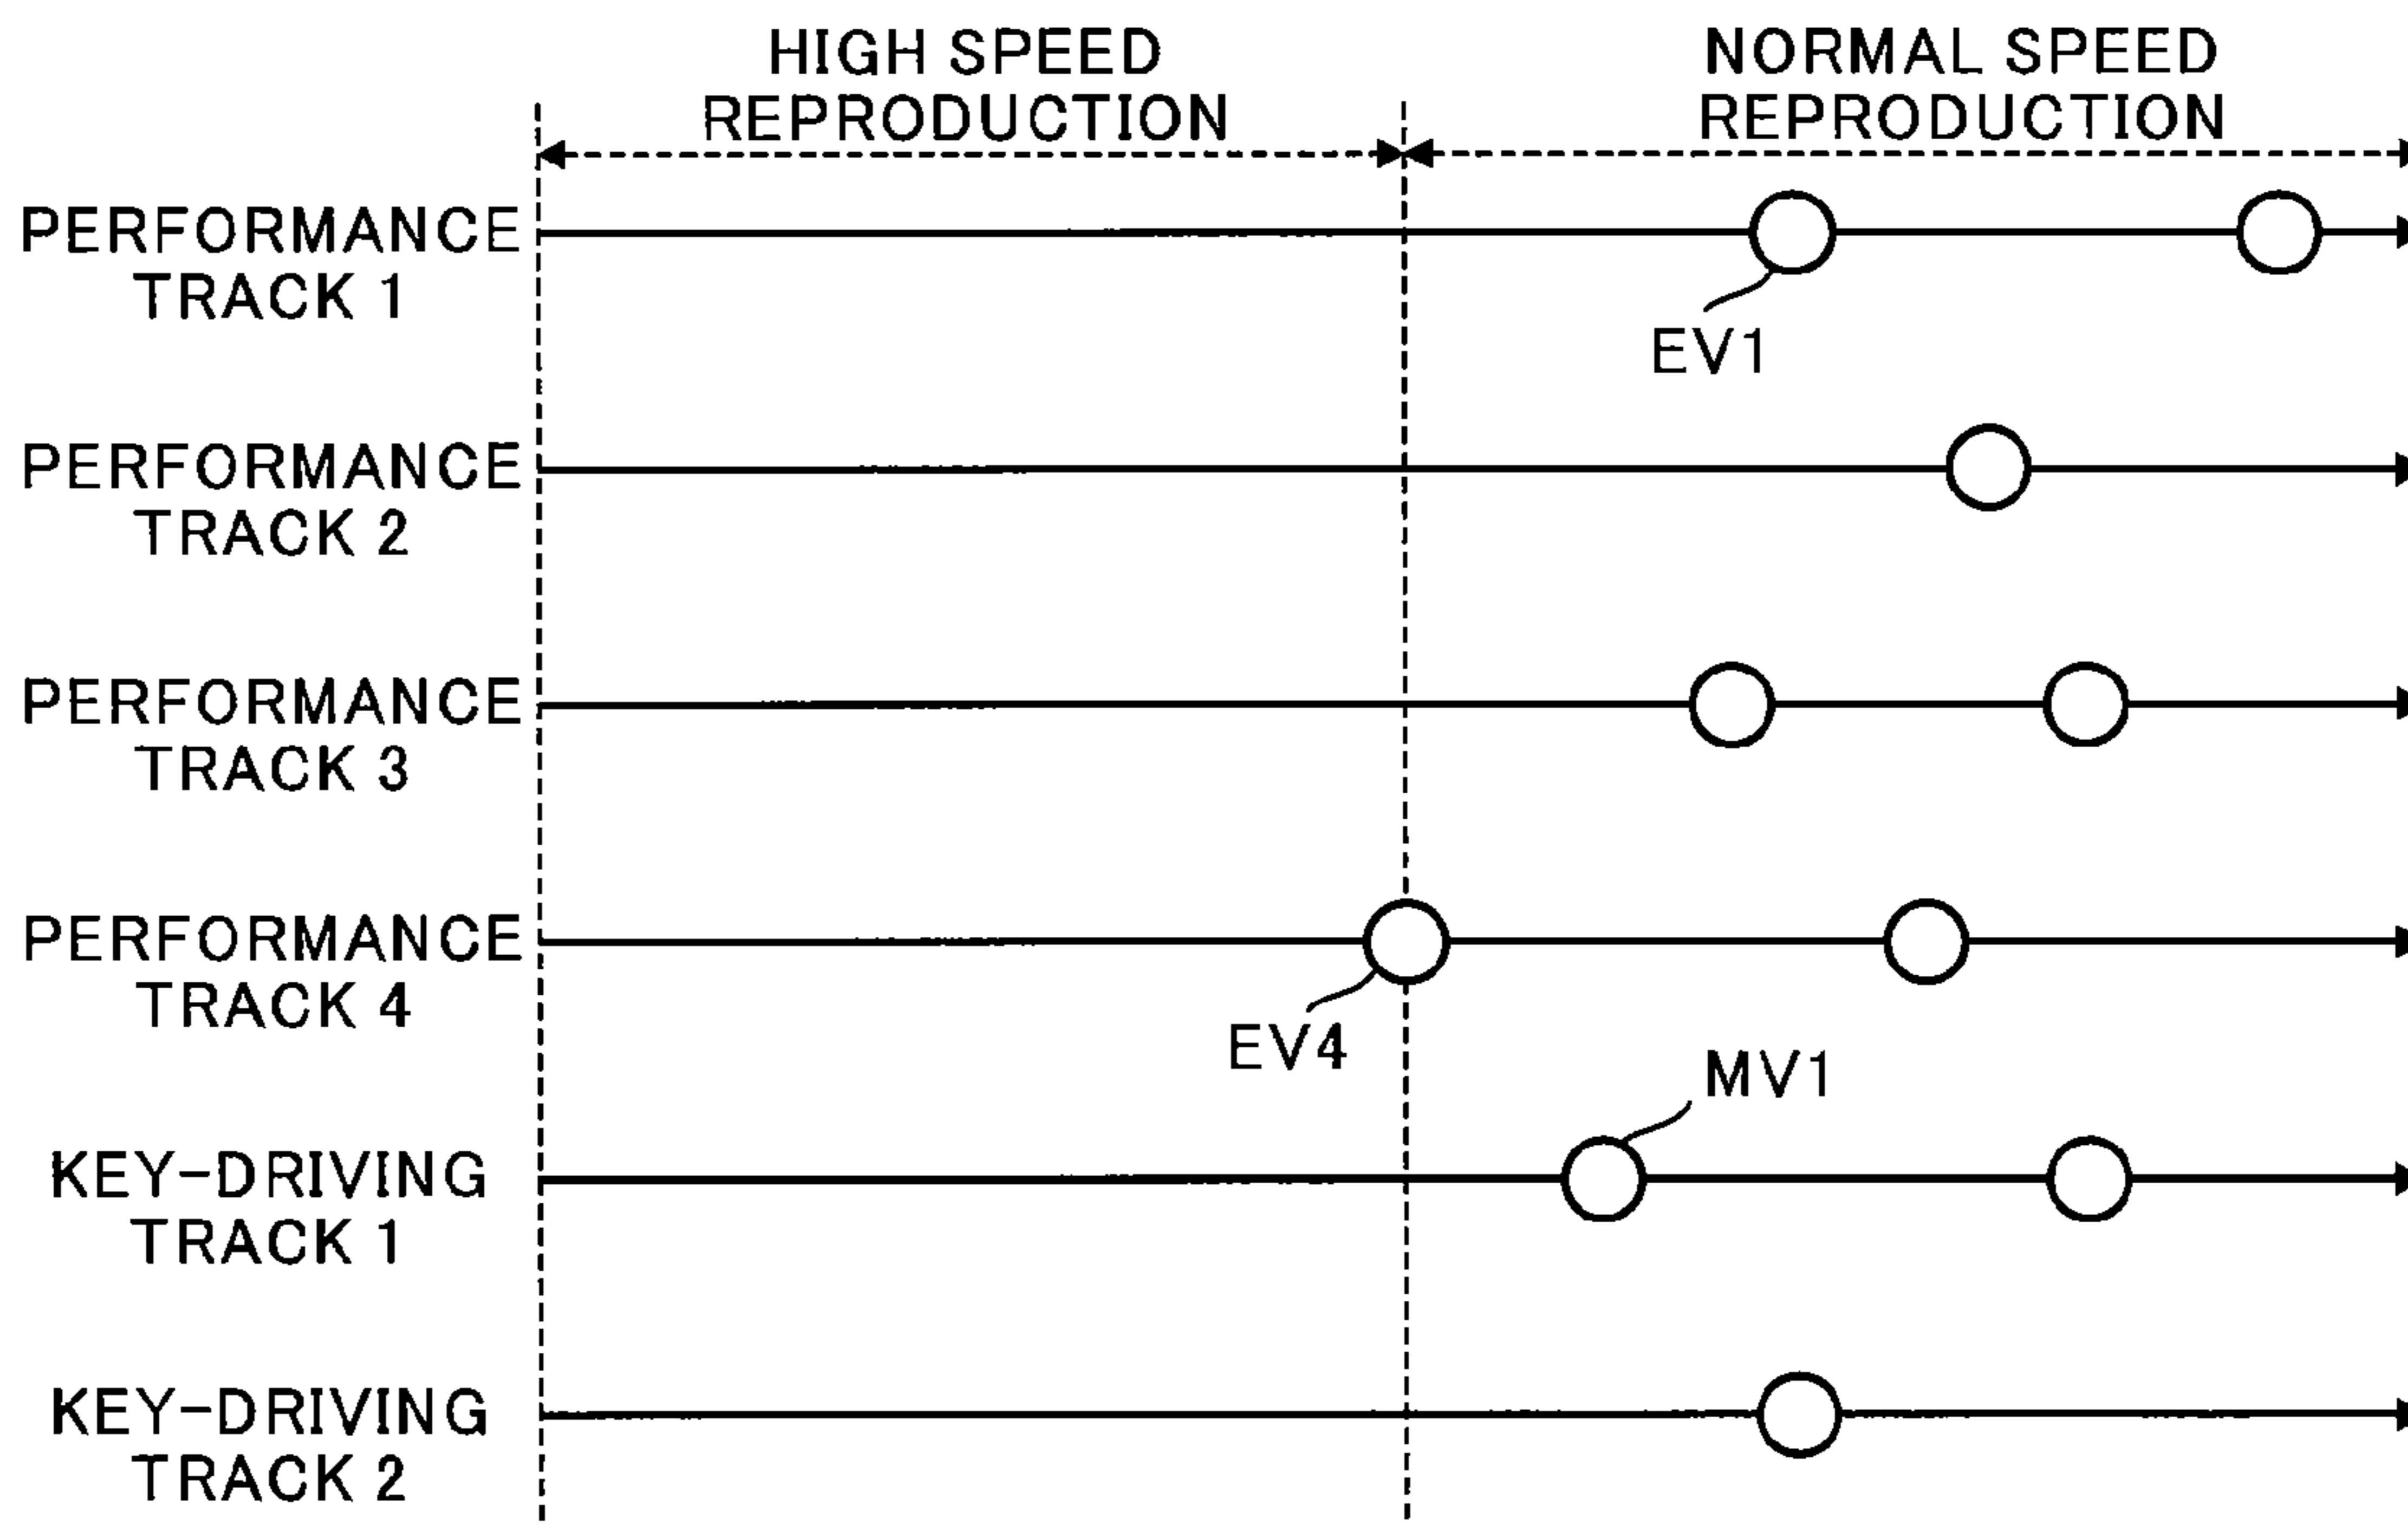 HIGH SPEED
REPRODUCTION
NORMAL SPEED
REPRODUCTION
PERFORMANCE
TRACK 1
EV1
PERFORMANCE
TRACK 2
PERFORMANCE
TRACK 3
PERFORMANCE
TRACK 4
EV4
MV1
KEY-DRIVING
TRACK 1
KEY-DRIVING
TRACK 2